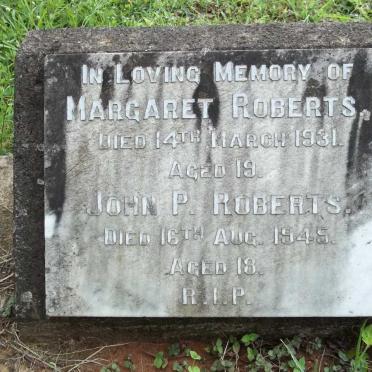 In Loving Memory of
Margaret Roberts.
Died 14th March 1931.
Aged 19.
John P. Roberts.
Died 16th Aug. 1945.
Aged 18.
R.I.P.